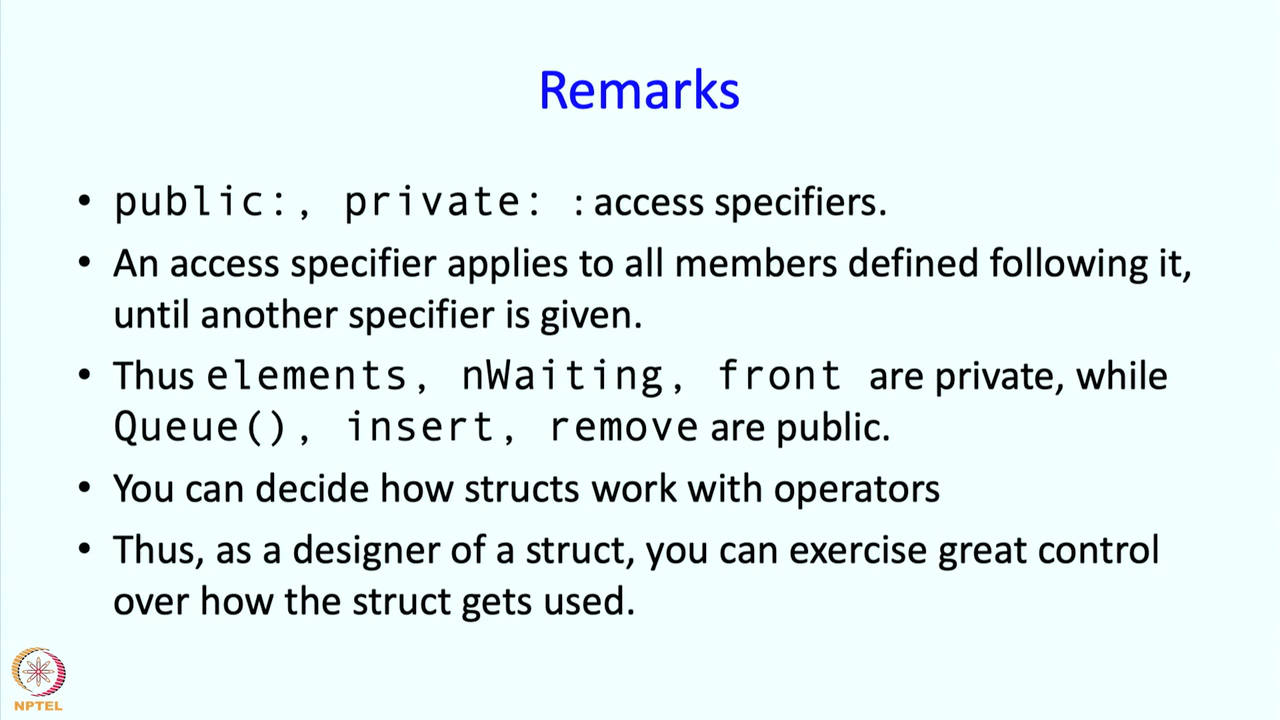 Remarks
• public:, private: : access specifiers.
• An access specifier applies to all members defined following it,
until another specifier is given.
• Thus elements, nWaiting, front are private, while
Queue(), insert, remove are public.
• You can decide how structs work with operators
• Thus, as a designer of a struct, you can exercise great control
over how the struct gets used.
NPTEL